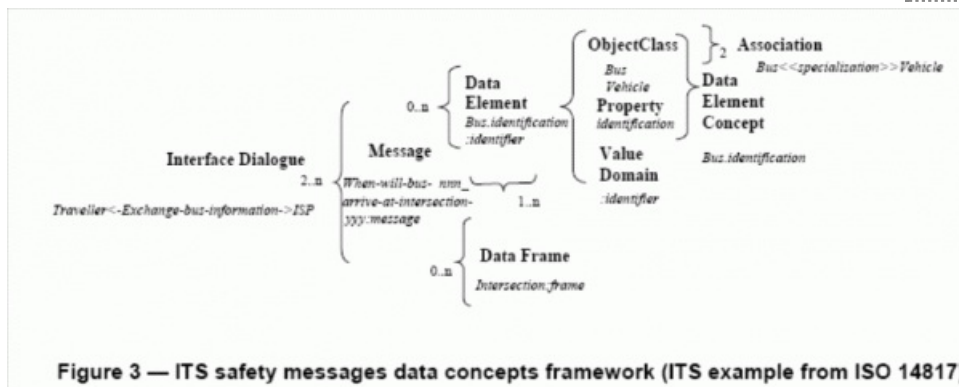 Interface Dialogue
2..n
Traveller<-Exchange-bus-information->ISP
Message
When-will-bus- nnn_
arrive-at-intersection-
yyy:message
1..n
0..n
Data
Element
Bus.identification
:identifier
0..n
Data Frame
Intersection:frame
ObjectClass
Bus
Vehicle
Property
identification
Value
Domain
:identifier
2
Association
Bus<<specialisation>>Vehicle
Data
Element
Concept
Bus.identification
Figure 3 — ITS safety messages data concepts framework (ITS example from ISO 14817)